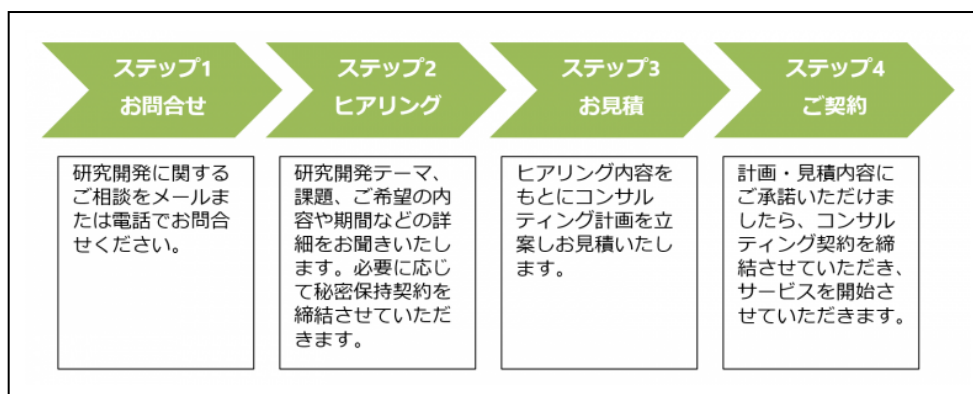 ステップ1
お問合せ
ステップ2
ヒアリング
ステップ3
お見積
ステップ4
ご契約
研究開発に関する
ご相談をメールま
たは電話でお問合
せください。
研究開発テーマ、
課題、ご希望の内
容や期間などの詳
細をお聞きいたし
ます。必要に応じ
て秘密保持契約を
締結させていただ
きます。
ヒアリング内容を
もとにコンサル
ティング計画を立
案しお見積いたし
ます。
計画・見積内容に
ご承諾いただけま
したら、コンサル
ティング契約を締
結させていただき、
サービスを開始さ
せていただきます。